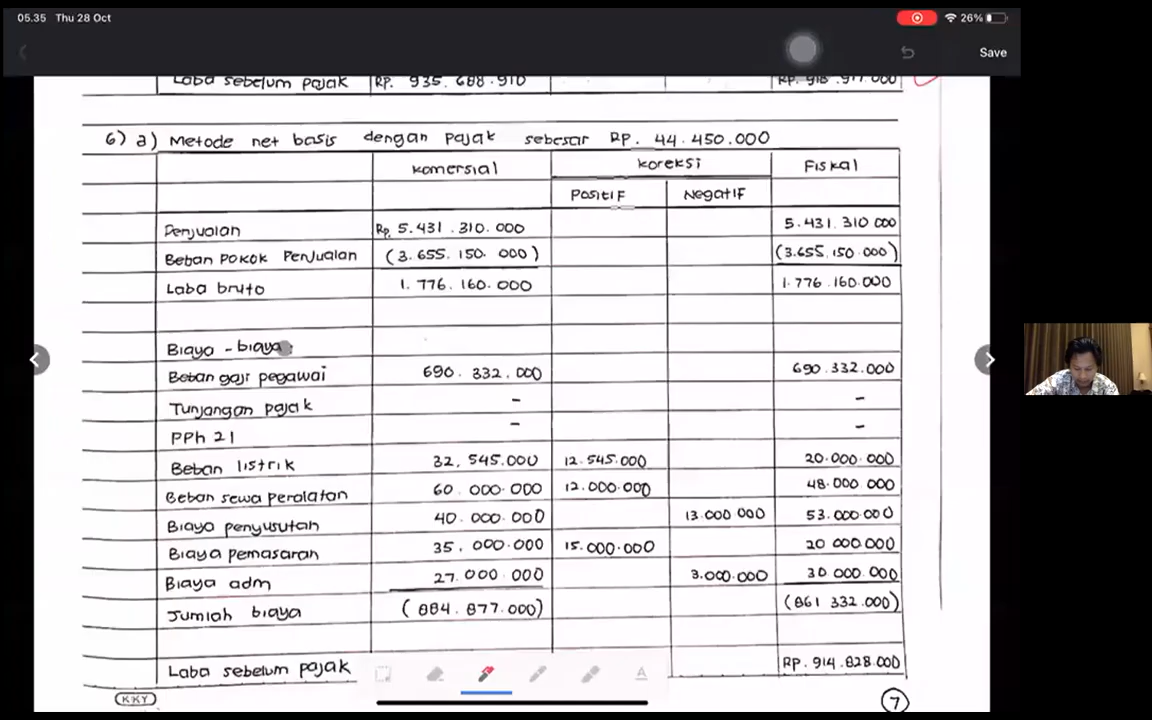 05.35 Thu 28 Oct
26%
Save
Laba sebelum pajak Rp. 935.688.910 Rp. 918.917.000
6) a) Metode net basis dengan pajak sebesar Rp. 44.450.000
Komersial Koreksi Fiskal
Positif Negatif
Penjualan Rp. 5.431.310.000 5.431.310.000
Beban Pokok Penjualan (3.655.150.000) (3.655.150.000)
Laba bruto 1.776.160.000 1.776.160.000
Biaya - biaya
Beban gaji pegawai 690.332.000 690.332.000
Tunjangan pajak - -
PPh 21 - -
Beban listrik 32,545.000 12.545.000 20.000.000
Beban sewa peralatan 60.000.000 12.000.000 48.000.000
Biaya penyusutan 40.000.000 13.000.000 53.000.000
Biaya pemasaran 35,000.000 15.000.000 20.000.000
Biaya adm 27.000.000 3.000.000 30.000.000
Jumlah biaya (884.877.000) (861.332.000)
Laba sebelum pajak Rp. 914.828.000
A
KKY
7